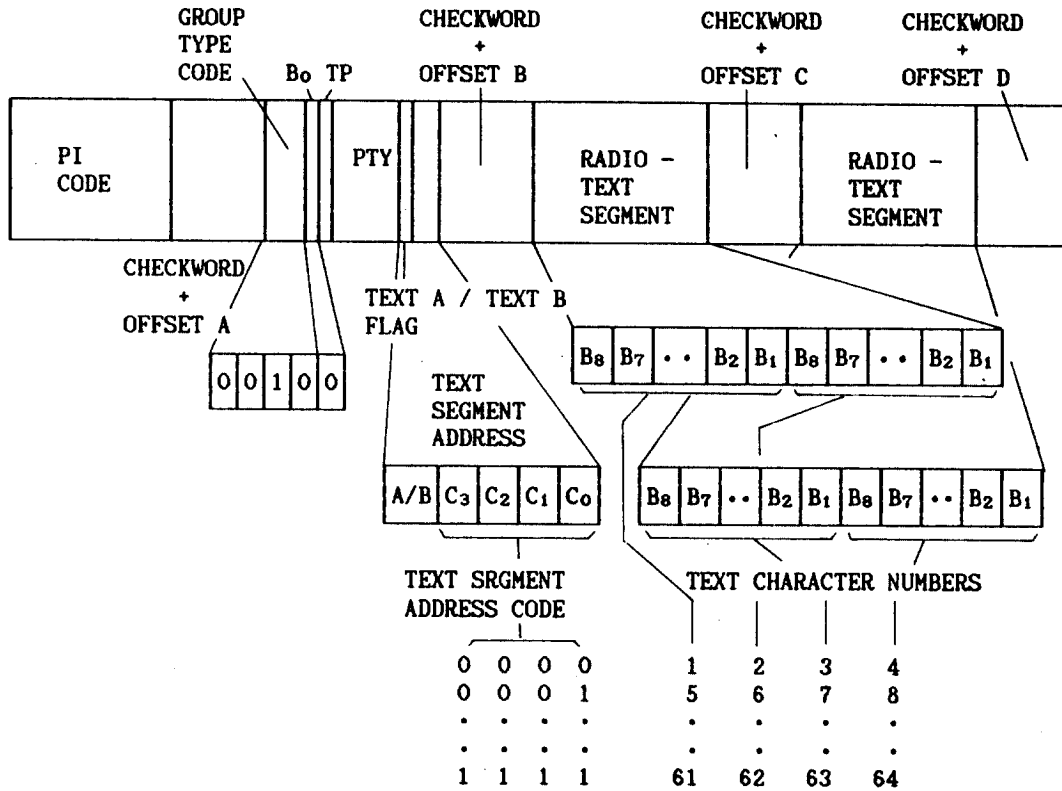 GROUP TYPE CODE
B₀ TP
CHECKWORD + OFFSET B
CHECKWORD + OFFSET C
CHECKWORD + OFFSET D
PI CODE
PTY
RADIO - TEXT SEGMENT
RADIO - TEXT SEGMENT
CHECKWORD + OFFSET A
TEXT A / TEXT B FLAG
0 0 1 0 0
B₈ B₇ ·· B₂ B₁ B₈ B₇ ·· B₂ B₁
TEXT SEGMENT ADDRESS
A/B C₃ C₂ C₁ C₀
B₈ B₇ ·· B₂ B₁ B₈ B₇ ·· B₂ B₁
TEXT SRGMENT ADDRESS CODE
TEXT CHARACTER NUMBERS
0 0 0 0 1 2 3 4
0 0 0 1 5 6 7 8
· · · · · · · ·
· · · · · · · ·
1 1 1 1 61 62 63 64